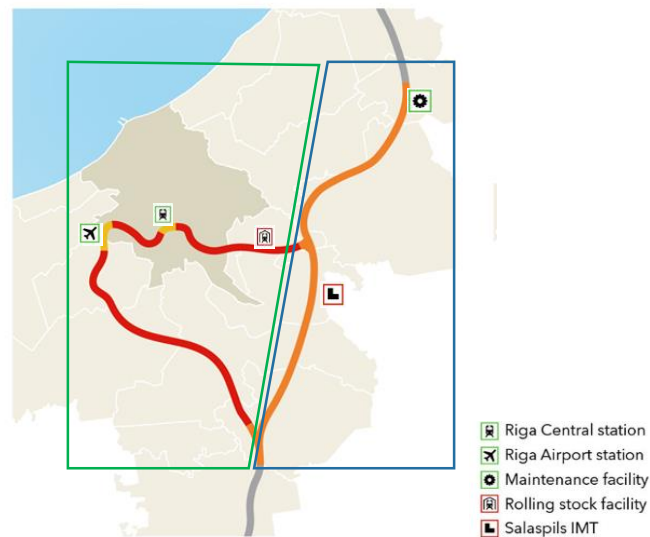 Riga Central station
Riga Airport station
Maintenance facility
Rolling stock facility
Salaspils IMT